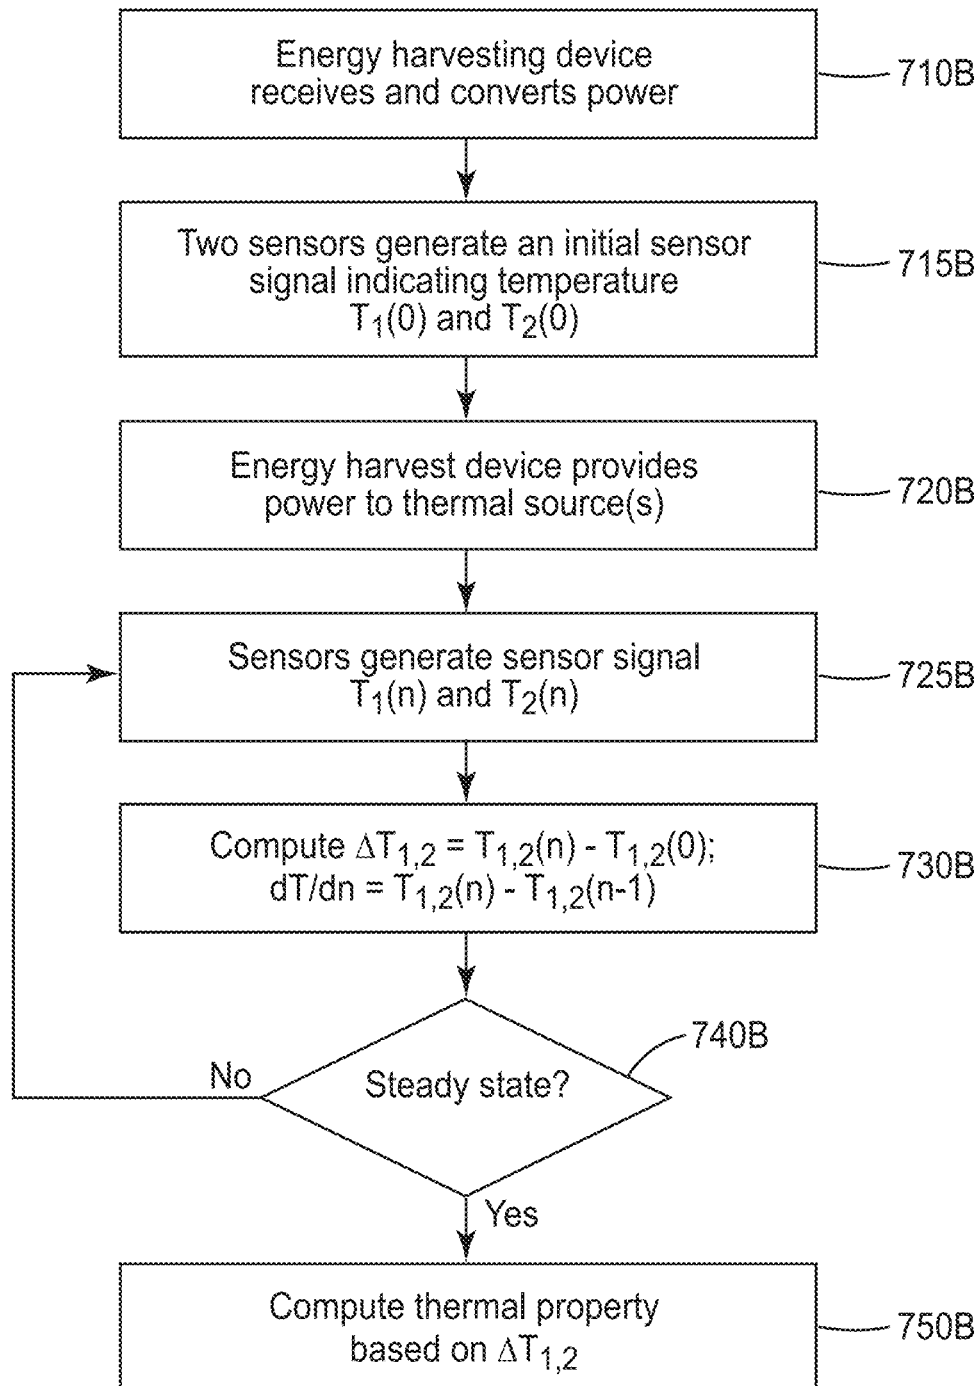 Energy harvesting device
receives and converts power
710B
Two sensors generate an initial sensor
signal indicating temperature
T₁(0) and T₂(0)
715B
Energy harvest device provides
power to thermal source(s)
720B
Sensors generate sensor signal
T₁(n) and T₂(n)
725B
Compute ΔT₁,₂ = T₁,₂(n) - T₁,₂(0);
dT/dn = T₁,₂(n) - T₁,₂(n-1)
730B
740B
Steady state?
No
Yes
Compute thermal property
based on ΔT₁,₂
750B